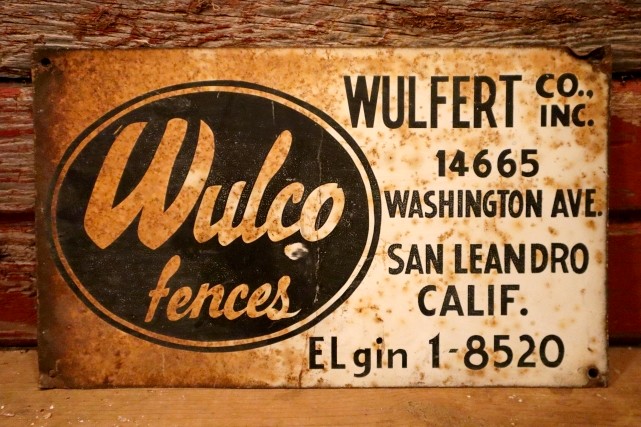 Wulco
fences
WULFERT CO., INC.
14665
WASHINGTON AVE.
SAN LEANDRO
CALIF.
ELgin 1-8520